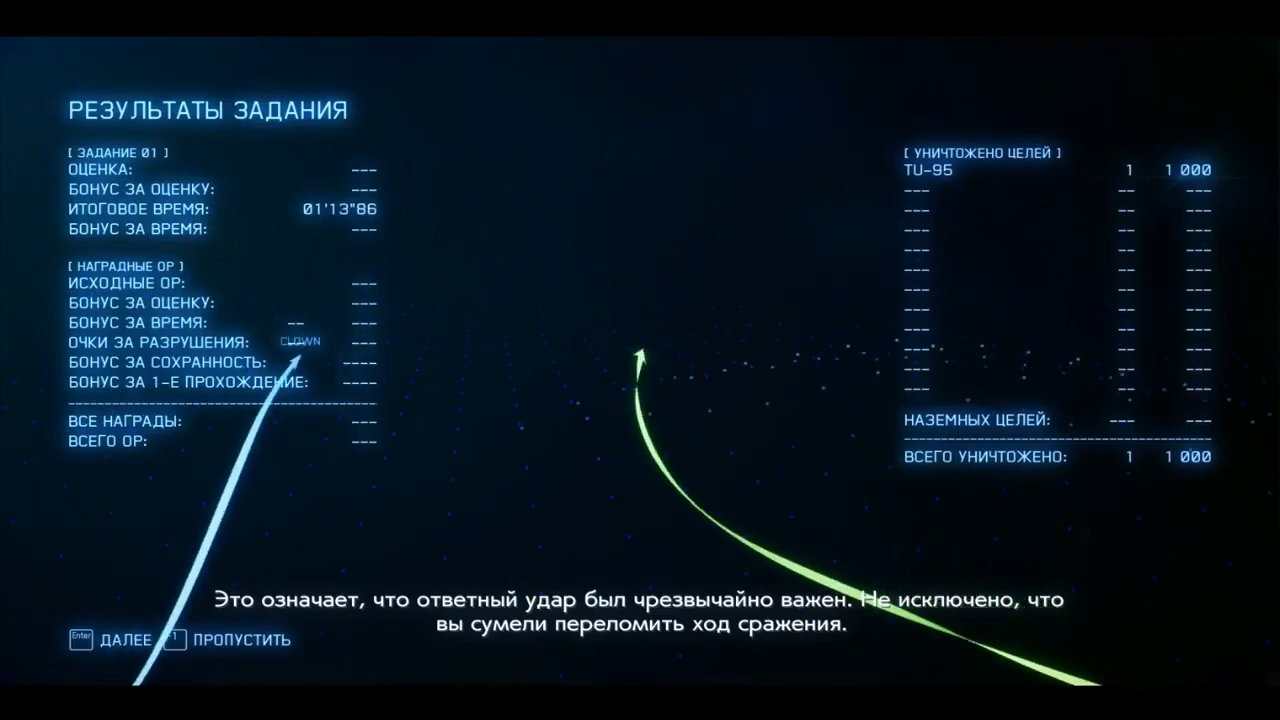 РЕЗУЛЬТАТЫ ЗАДАНИЯ
[ ЗАДАНИЕ 01 ]
ОЦЕНКА: ---
БОНУС ЗА ОЦЕНКУ: ---
ИТОГОВОЕ ВРЕМЯ: 01'13"86
БОНУС ЗА ВРЕМЯ: ---
[ НАГРАДНЫЕ ОР ]
ИСХОДНЫЕ ОР: ---
БОНУС ЗА ОЦЕНКУ: ---
БОНУС ЗА ВРЕМЯ: -- ---
ОЧКИ ЗА РАЗРУШЕНИЯ: -- ---
CLOWN
БОНУС ЗА СОХРАННОСТЬ: ----
БОНУС ЗА 1-Е ПРОХОЖДЕНИЕ: ----
ВСЕ НАГРАДЫ: ---
ВСЕГО ОР: ---
[ УНИЧТОЖЕНО ЦЕЛЕЙ ]
TU-95 1 1 000
--- -- ---
--- -- ---
--- -- ---
--- -- ---
--- -- ---
--- -- ---
--- -- ---
--- -- ---
--- -- ---
--- -- ---
--- -- ---
НАЗЕМНЫХ ЦЕЛЕЙ: --- ---
ВСЕГО УНИЧТОЖЕНО: 1 1 000
Это означает, что ответный удар был чрезвычайно важен. Не исключено, что
вы сумели переломить ход сражения.
Enter ДАЛЕЕ F1 ПРОПУСТИТЬ